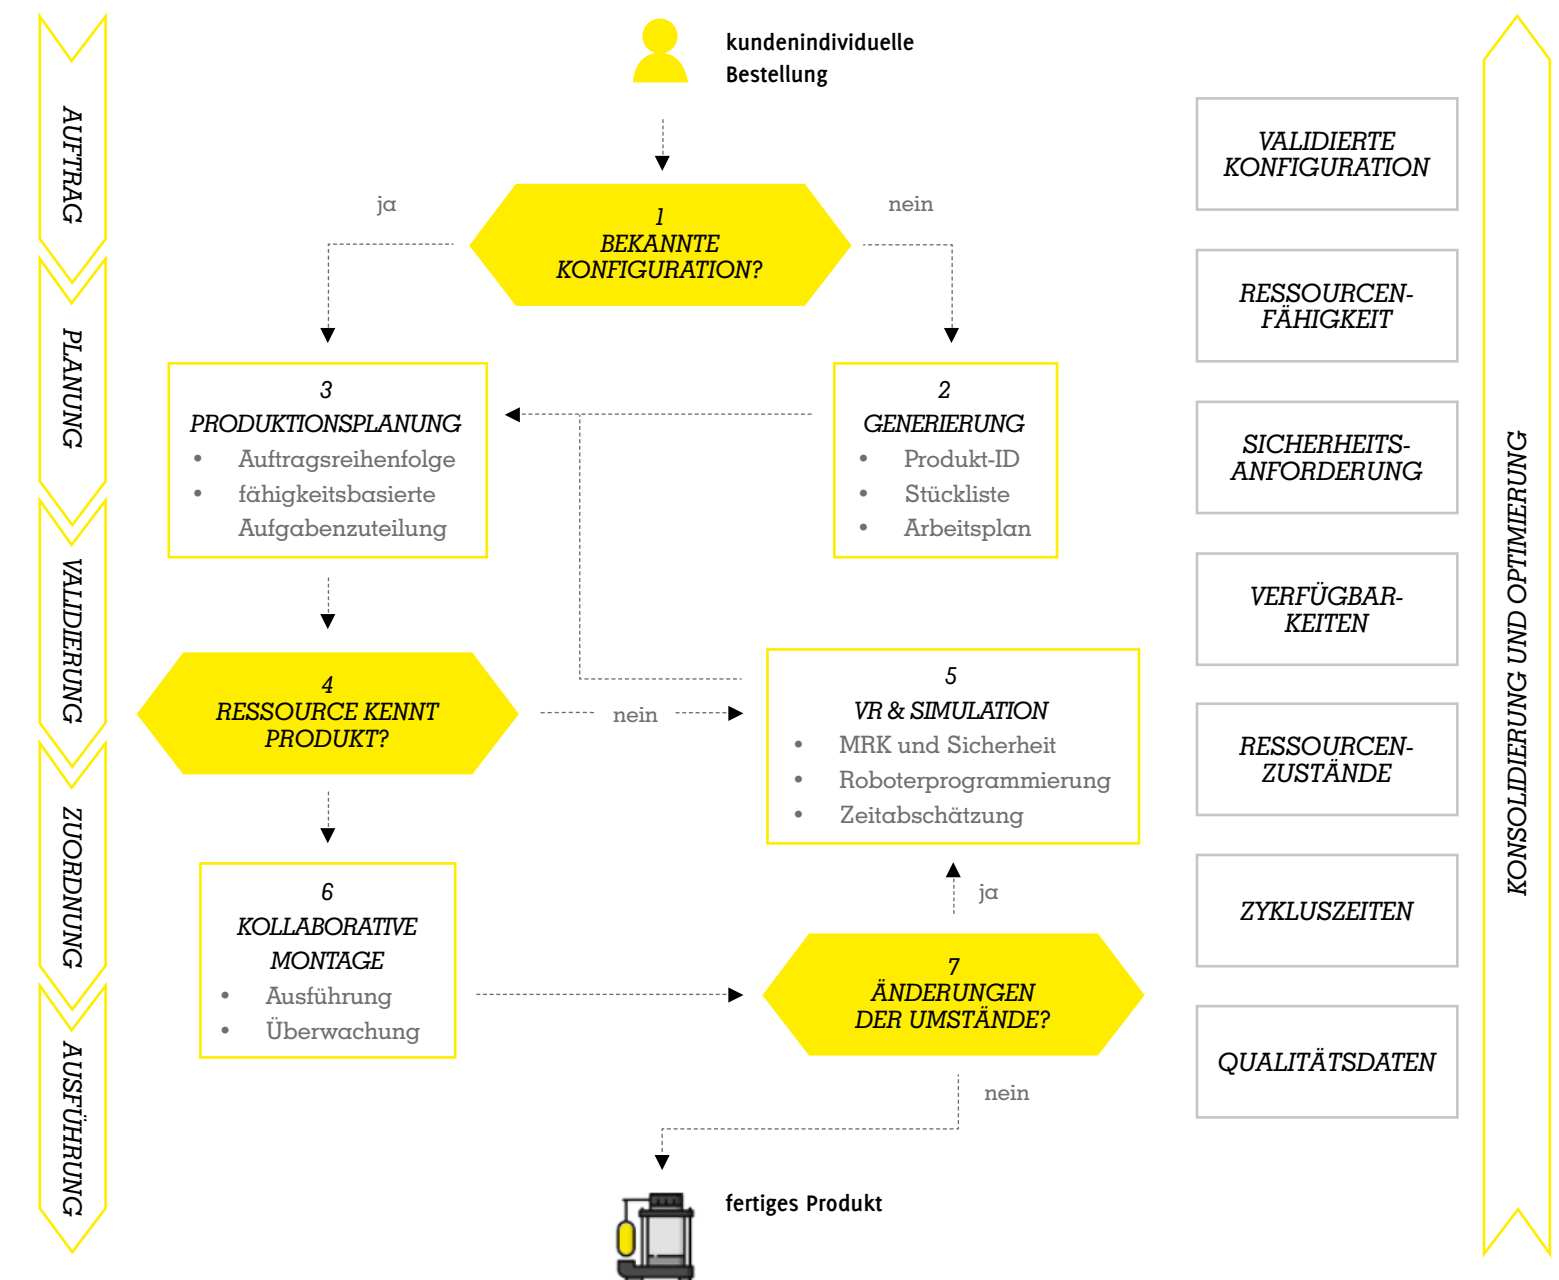 kundenindividuelle
Bestellung
AUFTRAG
PLANUNG
VALIDIERUNG
ZUORDNUNG
AUSFÜHRUNG
ja
nein
1
BEKANNTE
KONFIGURATION?
3
PRODUKTIONSPLANUNG
• Auftragsreihenfolge
• fähigkeitsbasierte
Aufgabenzuteilung
2
GENERIERUNG
• Produkt-ID
• Stückliste
• Arbeitsplan
4
RESSOURCE KENNT
PRODUKT?
nein
5
VR & SIMULATION
• MRK und Sicherheit
• Roboterprogrammierung
• Zeitabschätzung
6
KOLLABORATIVE
MONTAGE
• Ausführung
• Überwachung
ja
7
ÄNDERUNGEN
DER UMSTÄNDE?
nein
fertiges Produkt
VALIDIERTE
KONFIGURATION
RESSOURCEN-
FÄHIGKEIT
SICHERHEITS-
ANFORDERUNG
VERFÜGBAR-
KEITEN
RESSOURCEN-
ZUSTÄNDE
ZYKLUSZEITEN
QUALITÄTSDATEN
KONSOLIDIERUNG UND OPTIMIERUNG